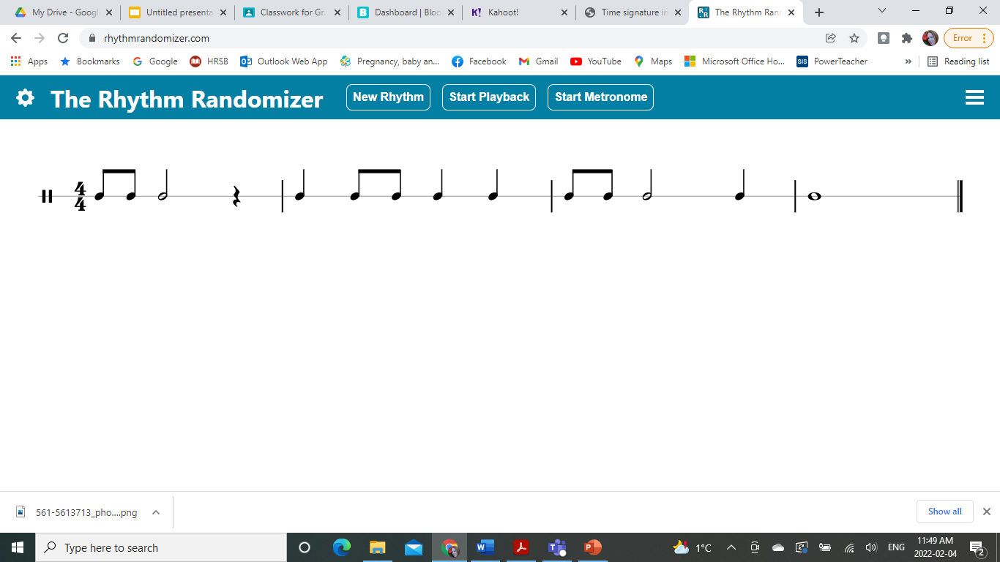 My Drive - Googl
Untitled presenta
Classwork for Gr.
Dashboard | Bloo
Kahoot!
Time signature in
The Rhythm Rand
rhythmrandomizer.com
Error
Apps
Bookmarks
Google
HRSB
Outlook Web App
Pregnancy, baby an...
Facebook
Gmail
YouTube
Maps
Microsoft Office Ho...
SIS
PowerTeacher
»
Reading list
The Rhythm Randomizer
New Rhythm
Start Playback
Start Metronome
4
4
561-5613713_pho....png
Show all
Type here to search
1°C
ENG
11:49 AM
2022-02-04
2